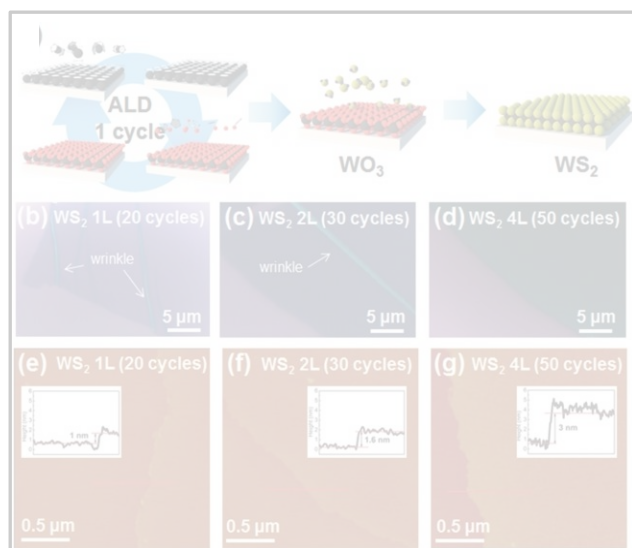 ALD
1 cycle
WO₃
WS₂
(b) WS₂ 1L (20 cycles)
wrinkle
5 µm
(c) WS₂ 2L (30 cycles)
wrinkle
5 µm
(d) WS₂ 4L (50 cycles)
5 µm
(e) WS₂ 1L (20 cycles)
1 nm
0.5 µm
(f) WS₂ 2L (30 cycles)
1.6 nm
0.5 µm
(g) WS₂ 4L (50 cycles)
3 nm
0.5 µm